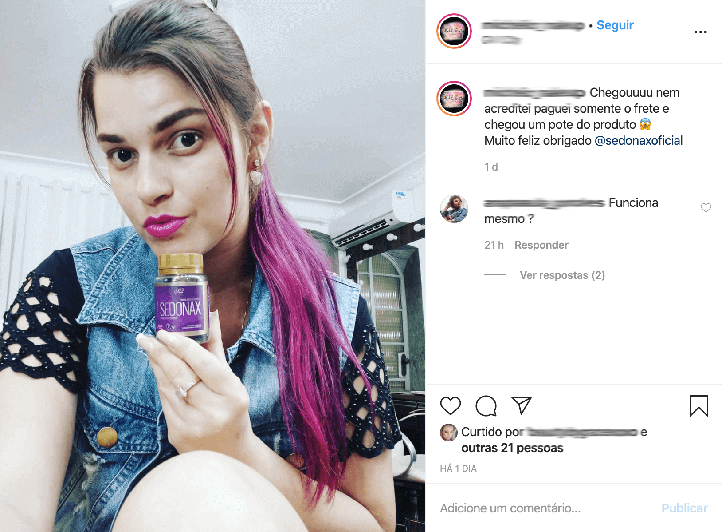 • Seguir
Chegouuuu nem
acreditei paguei somente o frete e
chegou um pote do produto 😱
Muito feliz obrigado @sedonaxoficial
1 d
Funciona
mesmo ?
21 h Responder
Ver respostas (2)
Curtido por e
outras 21 pessoas
HÁ 1 DIA
Adicione um comentário...
Publicar
SEDONAX